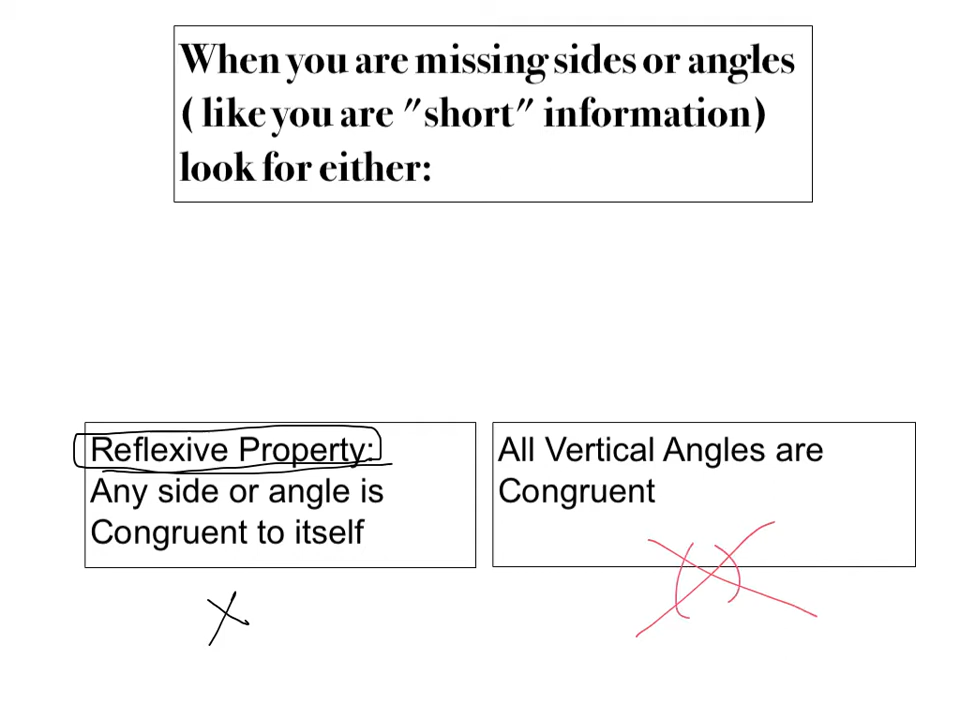 When you are missing sides or angles
( like you are "short" information)
look for either:
Reflexive Property:
Any side or angle is
Congruent to itself
All Vertical Angles are
Congruent